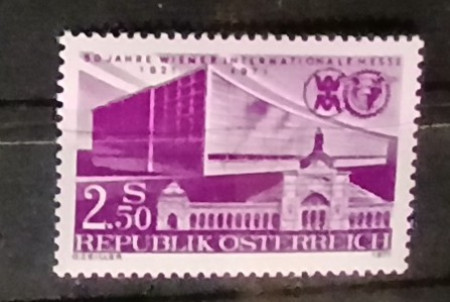 50 JAHRE WIENER INTERNATIONALE MESSE
1921 1971
S
2.50
REPUBLIK ÖSTERREICH